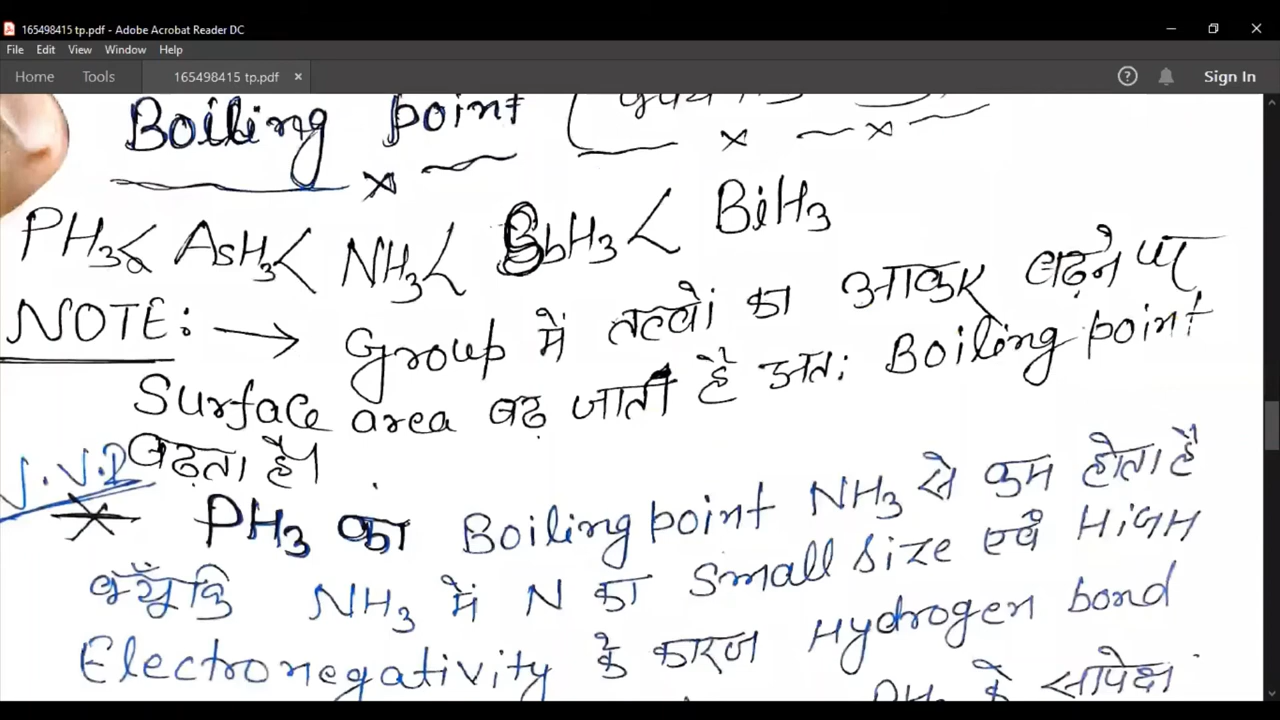 165498415 tp.pdf - Adobe Acrobat Reader DC
File Edit View Window Help
Home Tools 165498415 tp.pdf × Sign In
Boiling point
PH3 < AsH3 < NH3 < SbH3 < BiH3
NOTE: → Group में तत्वों का आकार बढ़ने पर
Surface area बढ़ जाती है अतः Boiling point
बढ़ता है।
PH3 का Boiling point NH3 से कम होता है
क्यूँकि NH3 में N का Small size एवं High
Electronegativity के कारण Hydrogen bond
के सापेक्ष